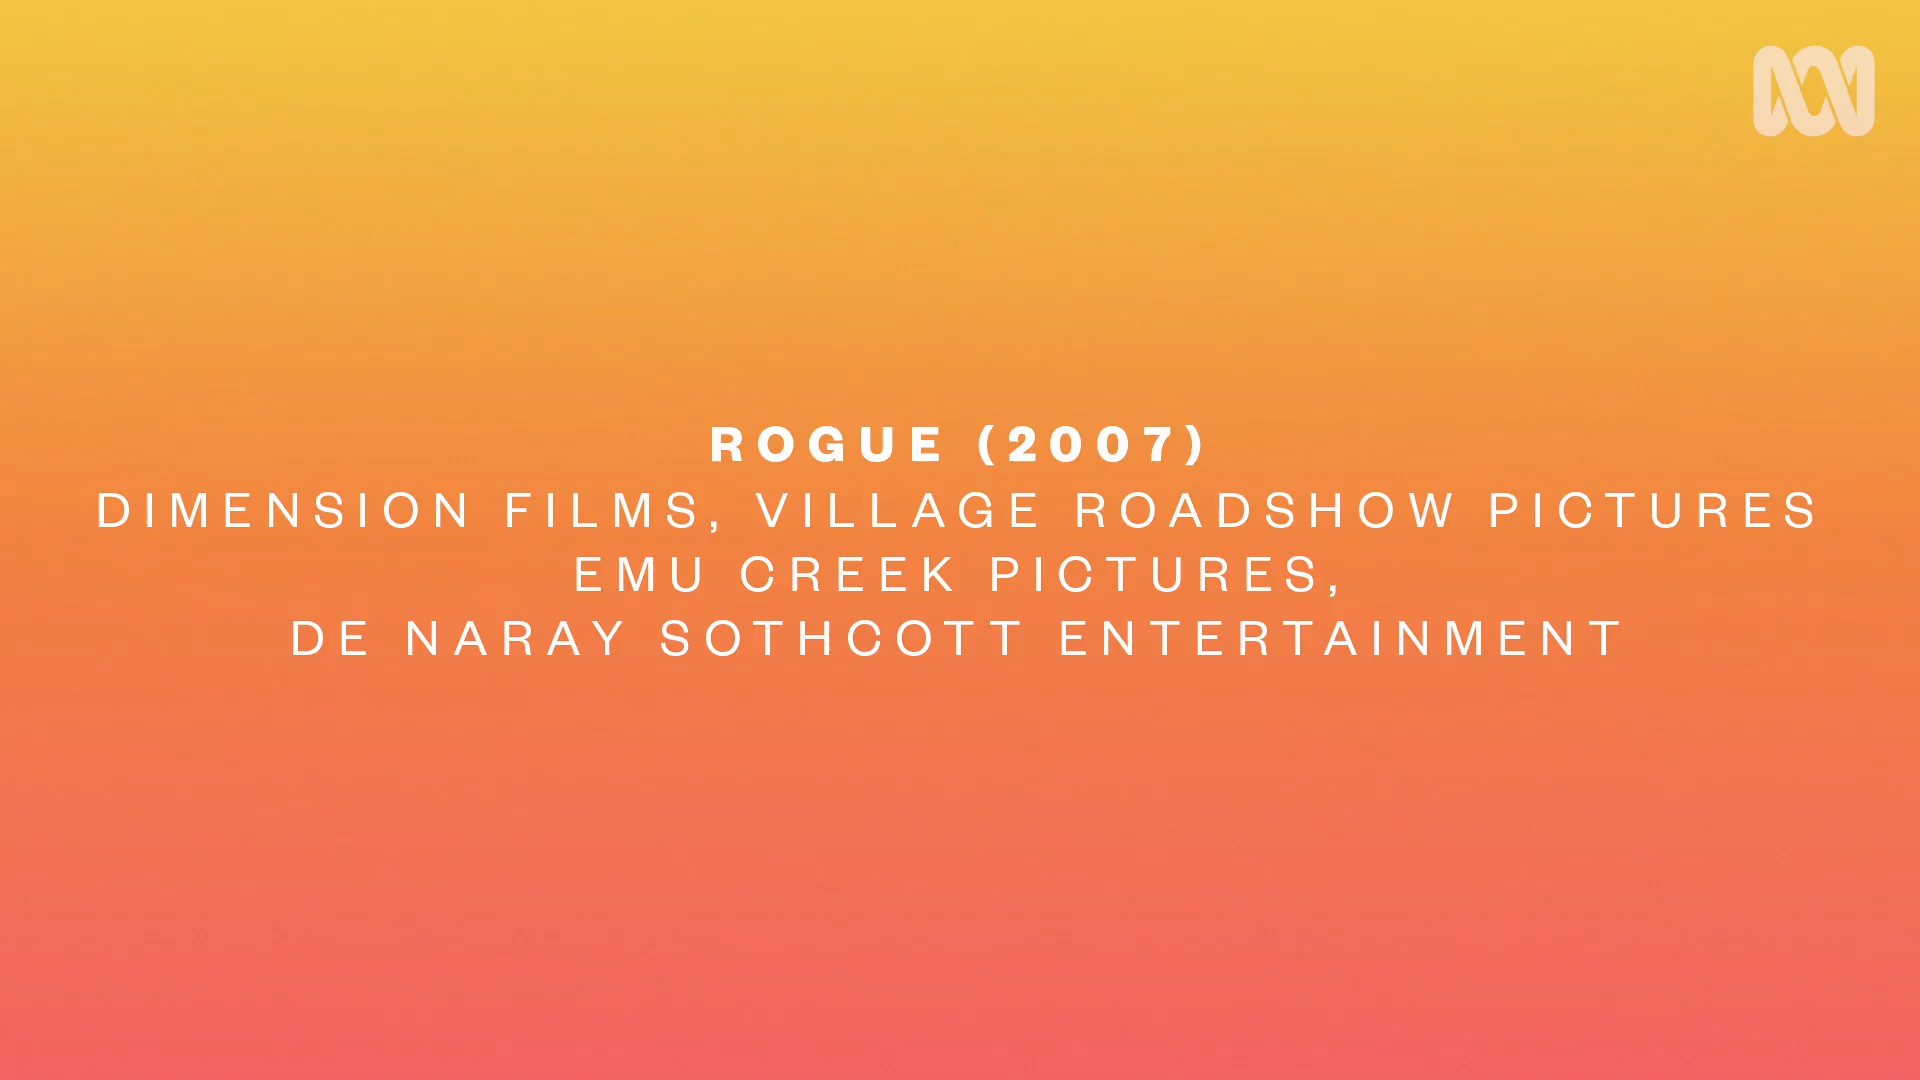 ROGUE (2007)
DIMENSION FILMS, VILLAGE ROADSHOW PICTURES
EMU CREEK PICTURES,
DE NARAY SOTHCOTT ENTERTAINMENT